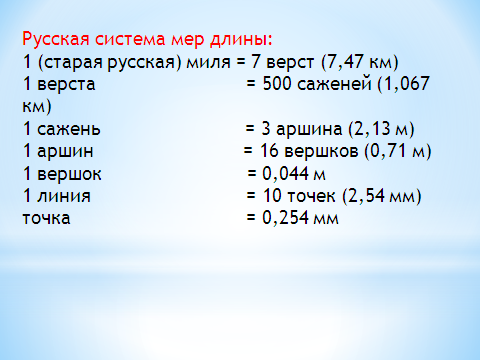 Русская система мер длины:
1 (старая русская) миля = 7 верст (7,47 км)
1 верста = 500 саженей (1,067
км)
1 сажень = 3 аршина (2,13 м)
1 аршин = 16 вершков (0,71 м)
1 вершок = 0,044 м
1 линия = 10 точек (2,54 мм)
точка = 0,254 мм